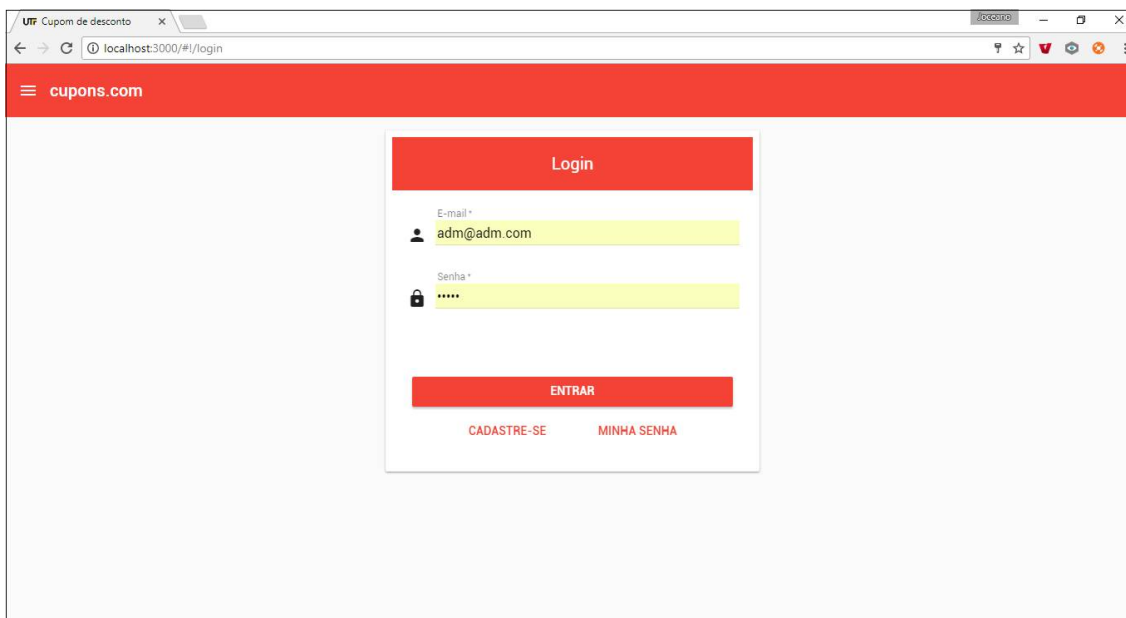 UTF Cupom de desconto
Joceano
localhost:3000/#!/login
cupons.com
Login
E-mail *
adm@adm.com
Senha *
•••••
ENTRAR
CADASTRE-SE MINHA SENHA